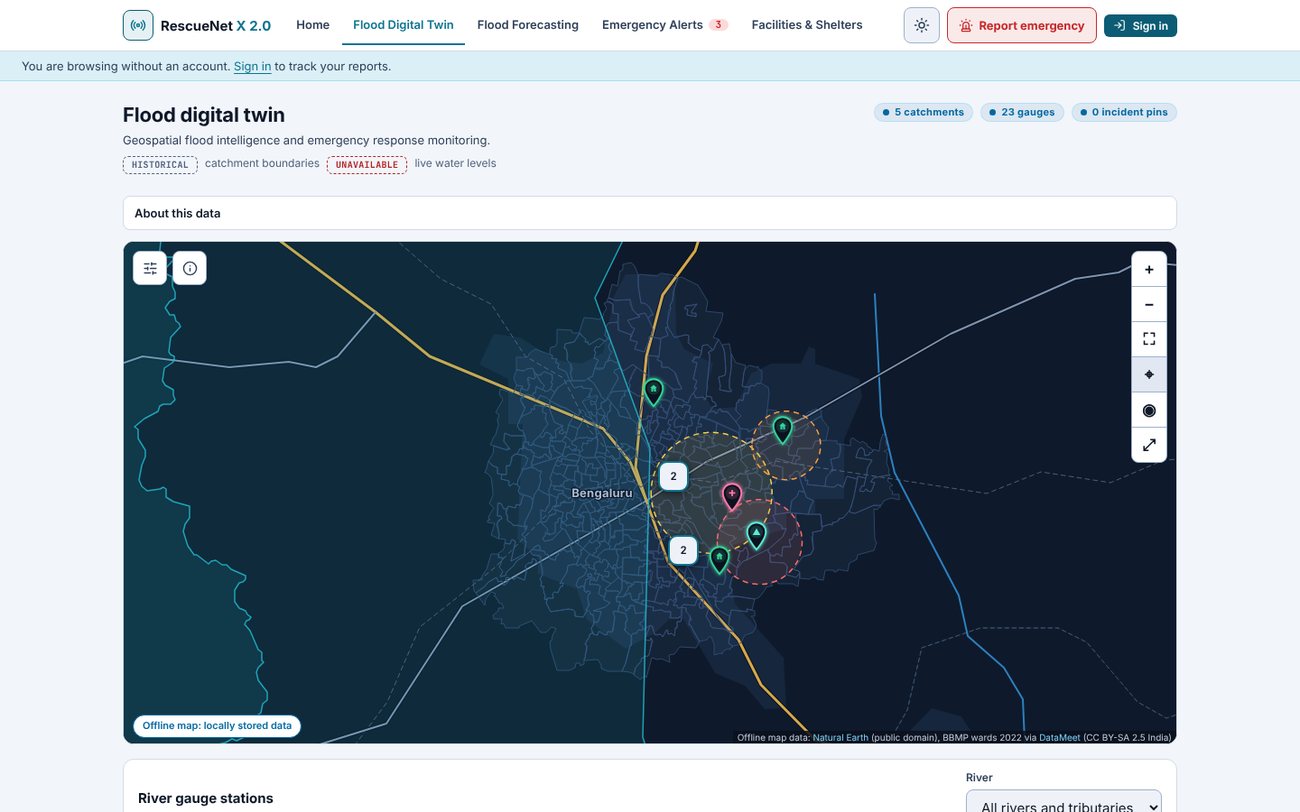 RescueNet X 2.0
Home
Flood Digital Twin
Flood Forecasting
Emergency Alerts 3
Facilities & Shelters
Report emergency
Sign in
You are browsing without an account. Sign in to track your reports.
Flood digital twin
5 catchments
23 gauges
0 incident pins
Geospatial flood intelligence and emergency response monitoring.
HISTORICAL catchment boundaries UNAVAILABLE live water levels
About this data
2
Bengaluru
2
Offline map: locally stored data
Offline map data: Natural Earth (public domain), BBMP wards 2022 via DataMeet (CC BY-SA 2.5 India)
River
River gauge stations
All rivers and tributaries